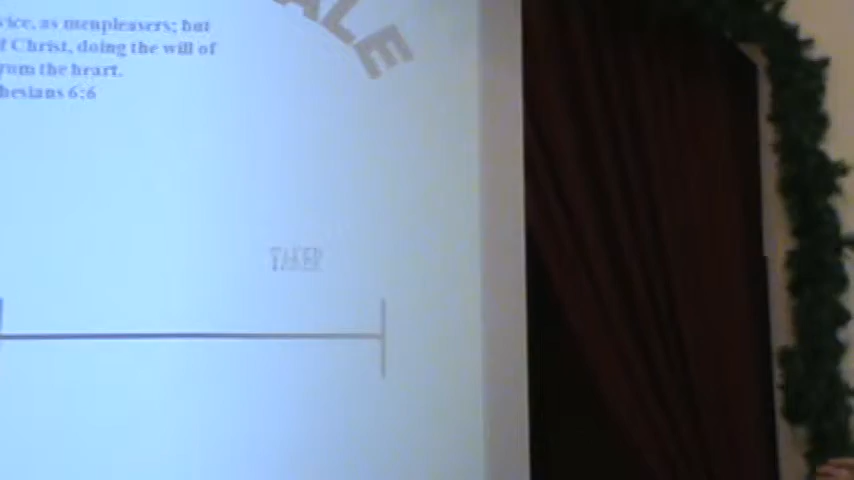 vice, as menpleasers; but
f Christ, doing the will of
rom the heart.
hesians 6:6
ALE
TAKER